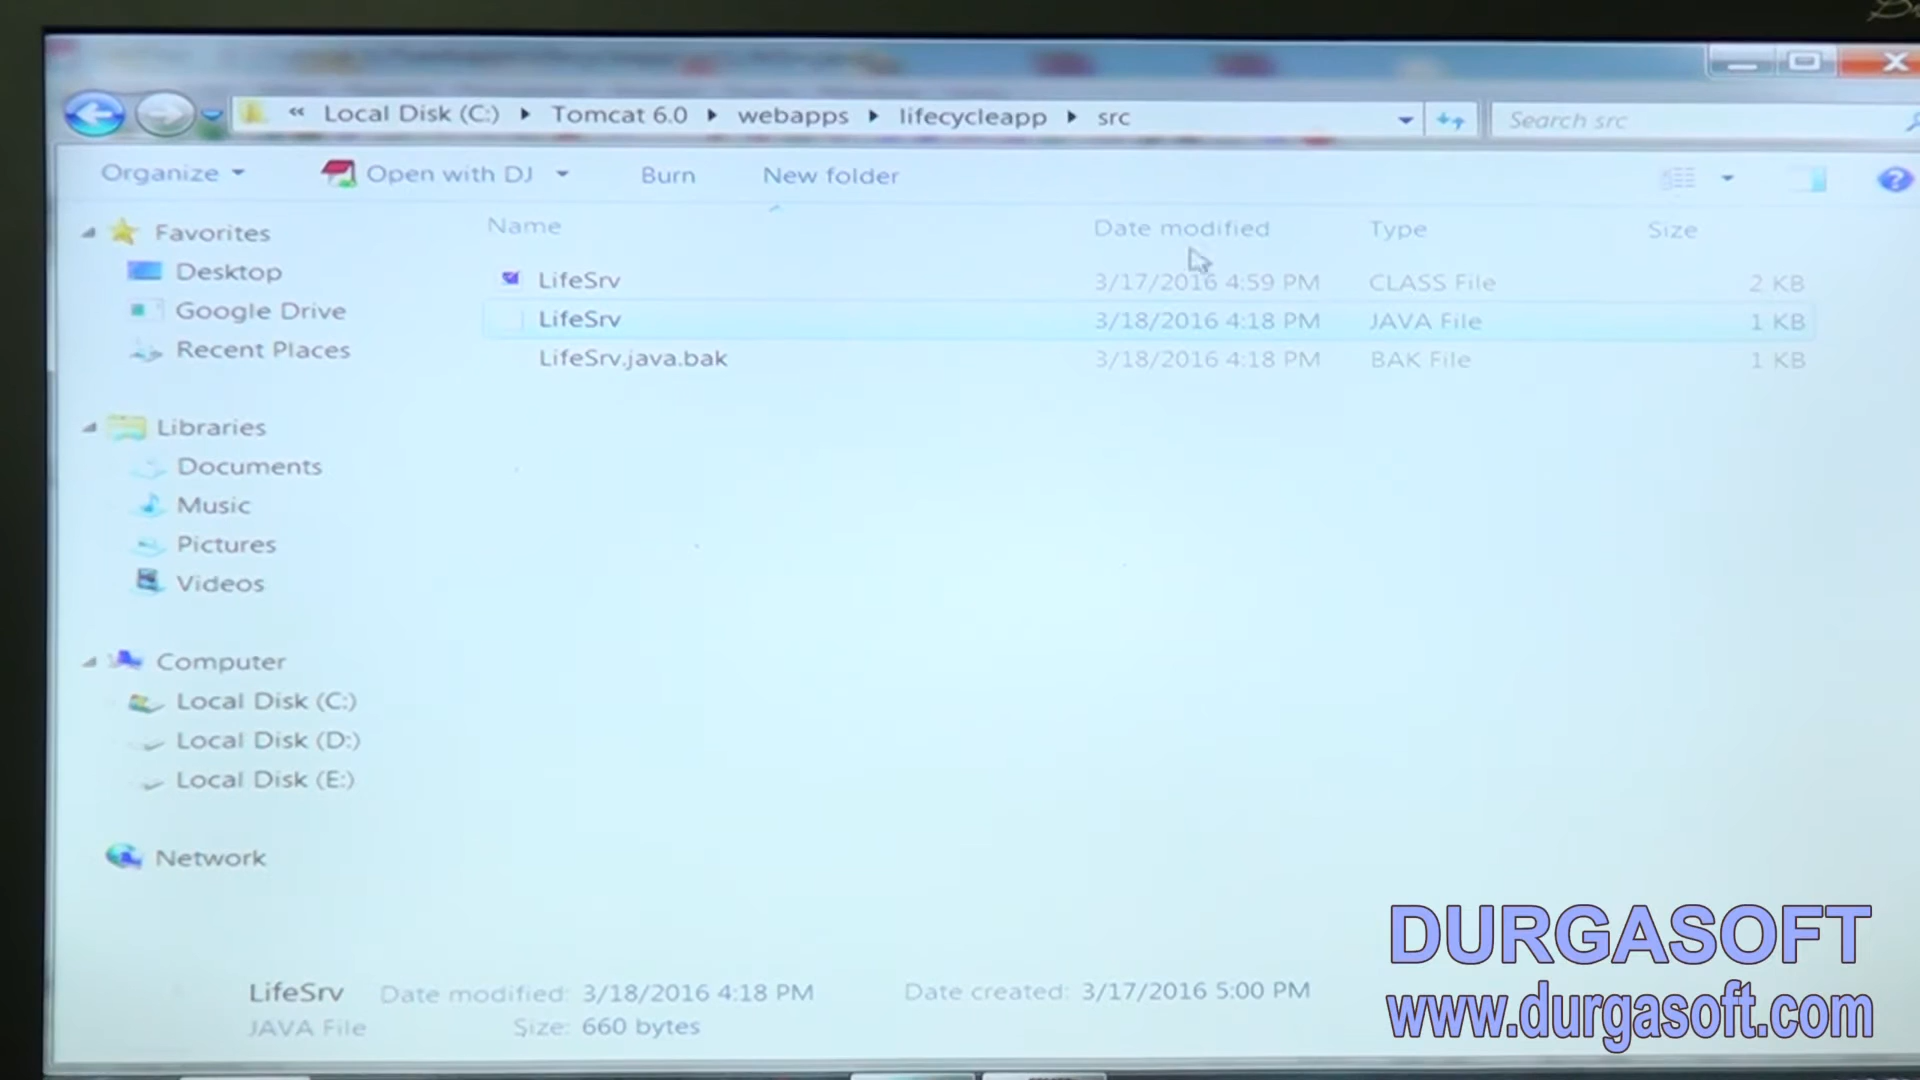 « Local Disk (C:) ▸ Tomcat 6.0 ▸ webapps ▸ lifecycleapp ▸ src
Search src
Organize
Open with DJ
Burn
New folder
Name
Date modified
Type
Size
Favorites
Desktop
Google Drive
Recent Places
LifeSrv 3/17/2016 4:59 PM CLASS File 2 KB
LifeSrv 3/18/2016 4:18 PM JAVA File 1 KB
LifeSrv.java.bak 3/18/2016 4:18 PM BAK File 1 KB
Libraries
Documents
Music
Pictures
Videos
Computer
Local Disk (C:)
Local Disk (D:)
Local Disk (E:)
Network
LifeSrv Date modified: 3/18/2016 4:18 PM Date created: 3/17/2016 5:00 PM
JAVA File Size: 660 bytes
DURGASOFT
www.durgasoft.com